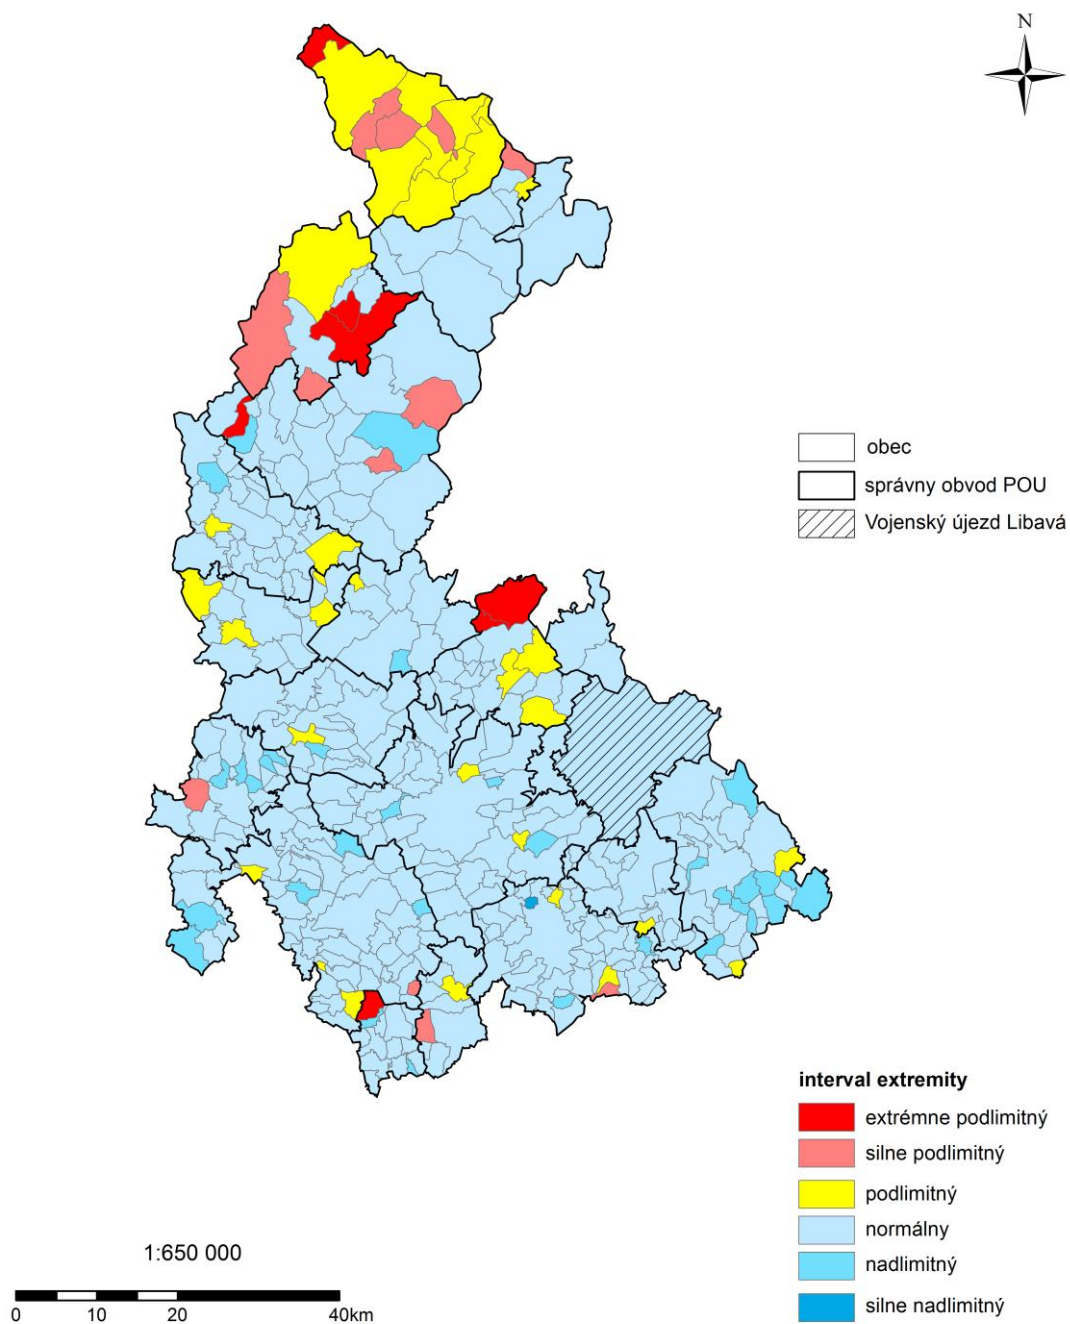 N
obec
správny obvod POU
Vojenský újezd Libavá
interval extremity
extrémne podlimitný
silne podlimitný
podlimitný
normálny
nadlimitný
silne nadlimitný
1:650 000
0 10 20 40km